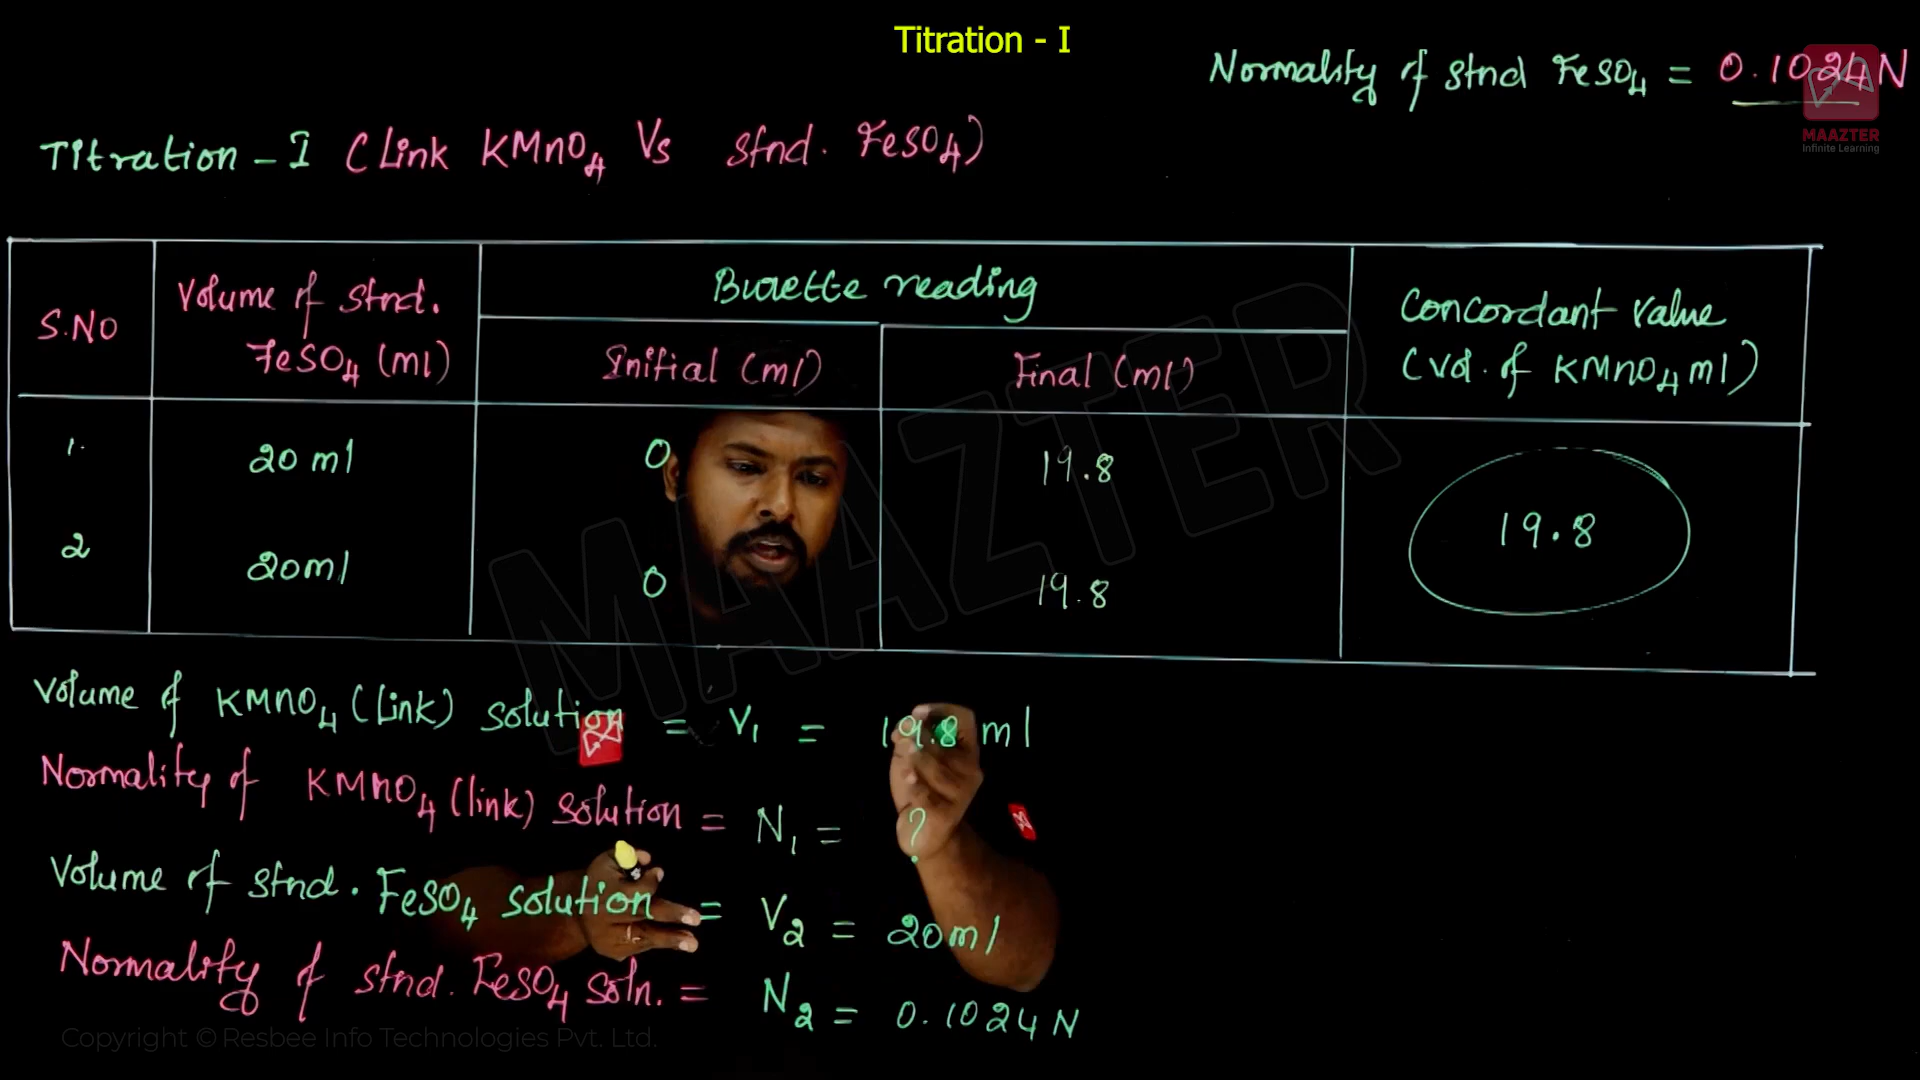 Titration - I
Normality of stnd FeSO4 = 0.1024 N
MAAZTER
Infinite Learning
Titration - I (Link KMnO4 Vs stnd. FeSO4)
S.NO
Volume of stnd.
FeSO4 (ml)
Burette reading
Initial (ml)
Final (ml)
Concordant value
(vol. of KMnO4 ml)
1. 20 ml 0 19.8
19.8
2 20ml 0 19.8
MAAZTER
Volume of KMnO4 (Link) solution = V1 = 19.8 ml
Normality of KMnO4 (link) solution = N1 = ?
Volume of stnd. FeSO4 solution = V2 = 20ml
Normality of stnd. FeSO4 soln. = N2 = 0.1024 N
Copyright © Resbee Info Technologies Pvt. Ltd.